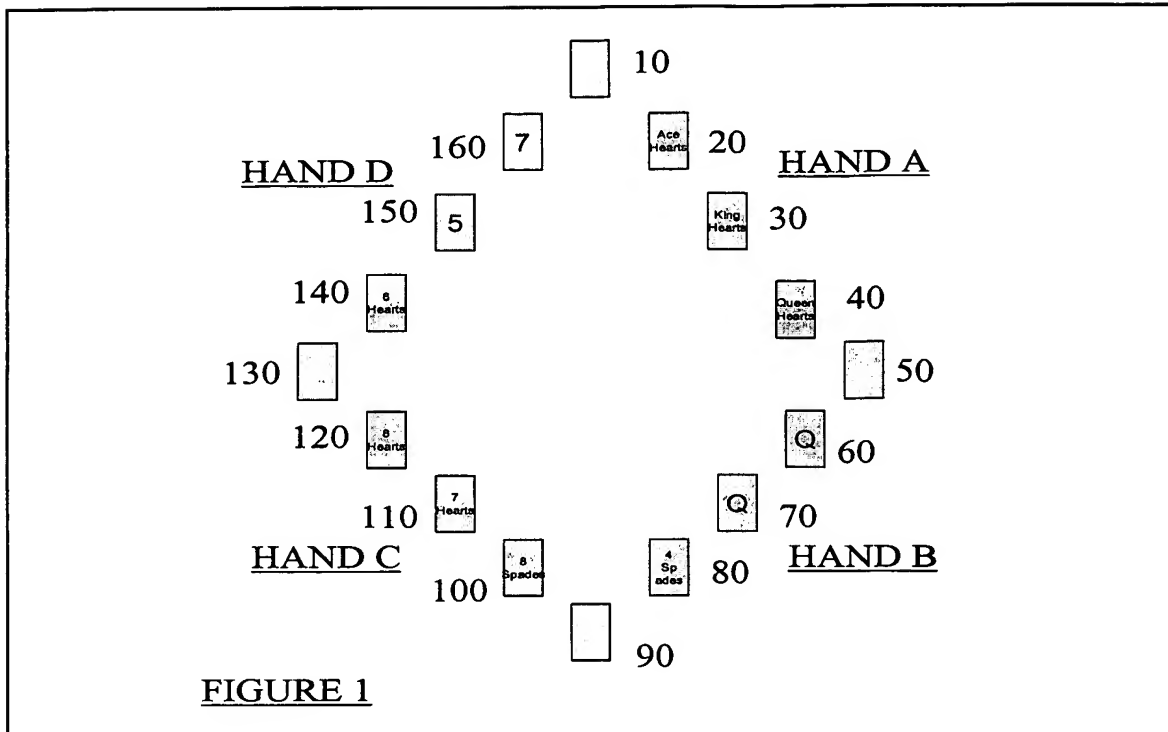 10
160
7
Ace
Hearts
20
HAND D
HAND A
150
5
King
Hearts
30
140
6
Hearts
Queen
Hearts
40
130
50
120
Hearts
Q
60
110
7
Hearts
Q
70
HAND C
HAND B
100
8
Spades
4
Sp
ades
80
90
FIGURE 1